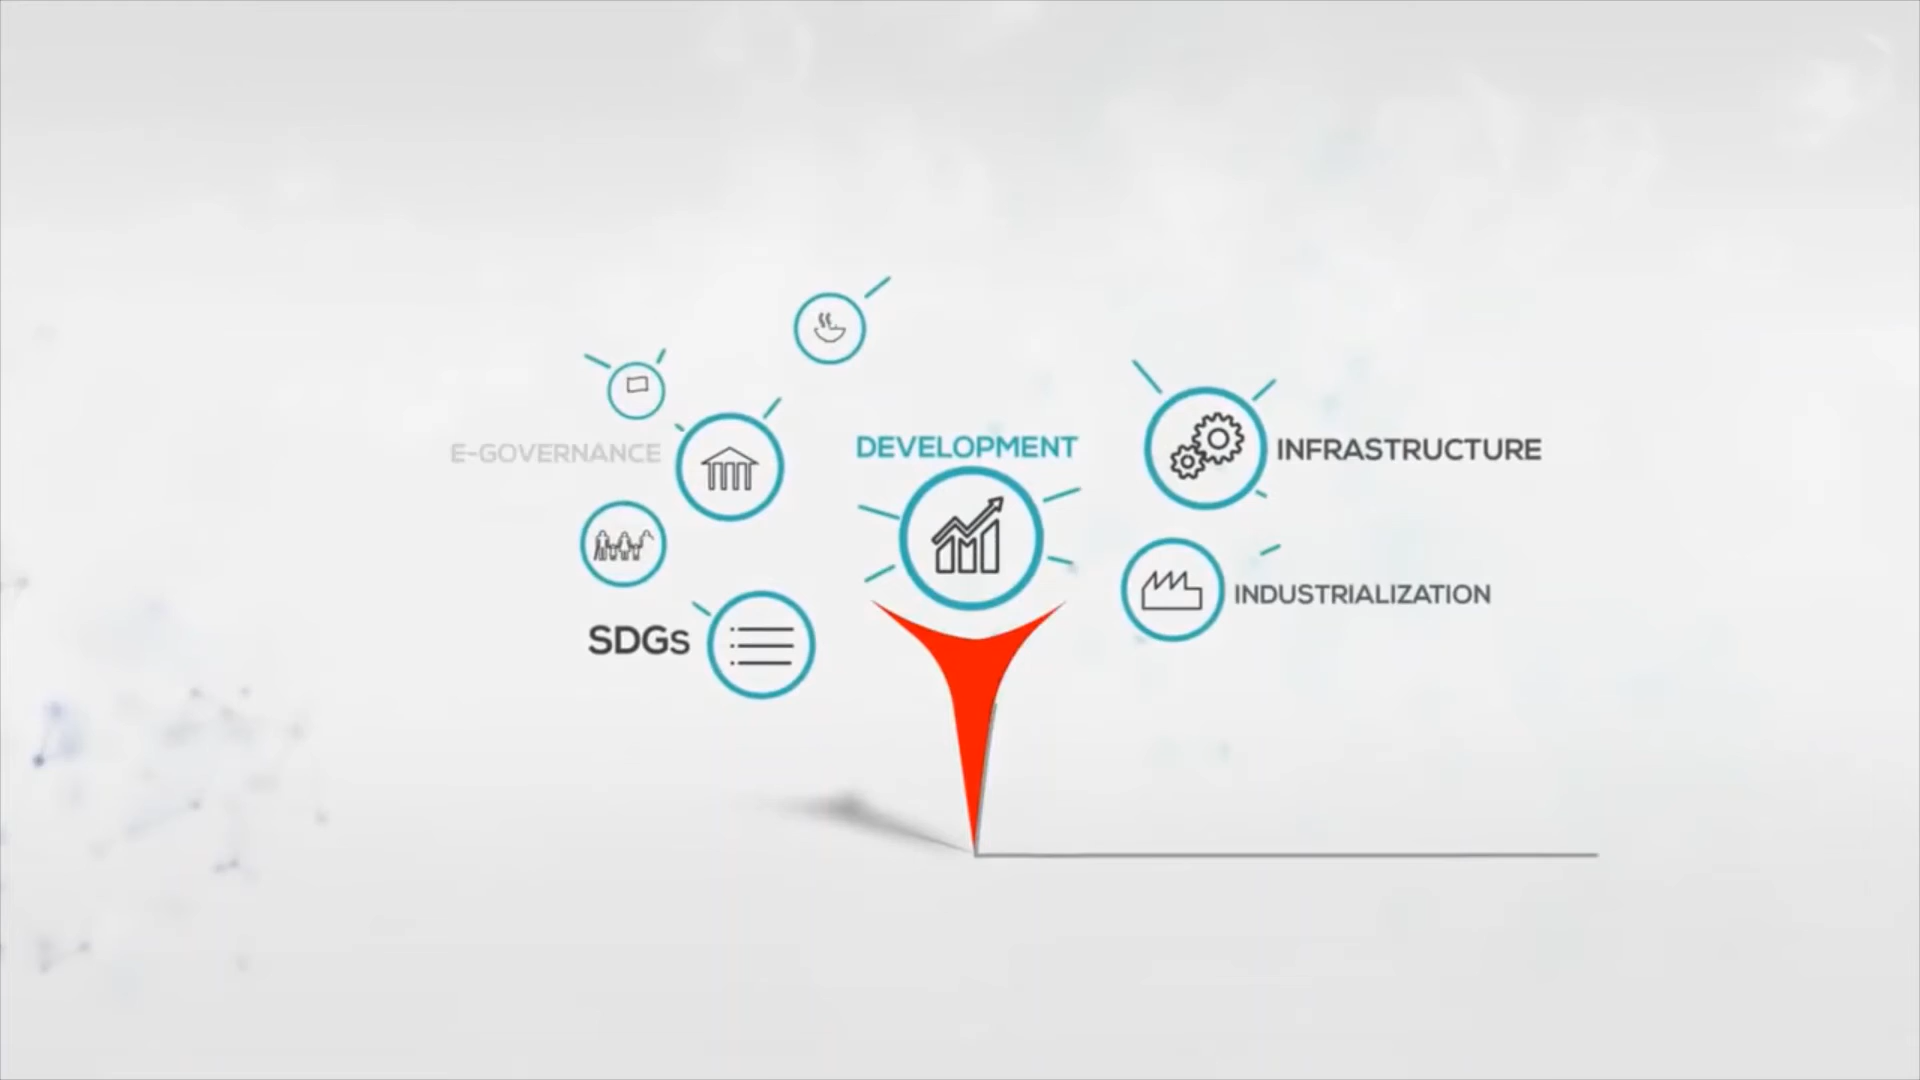 DEVELOPMENT
E-GOVERNANCE
INFRASTRUCTURE
INDUSTRIALIZATION
SDGs